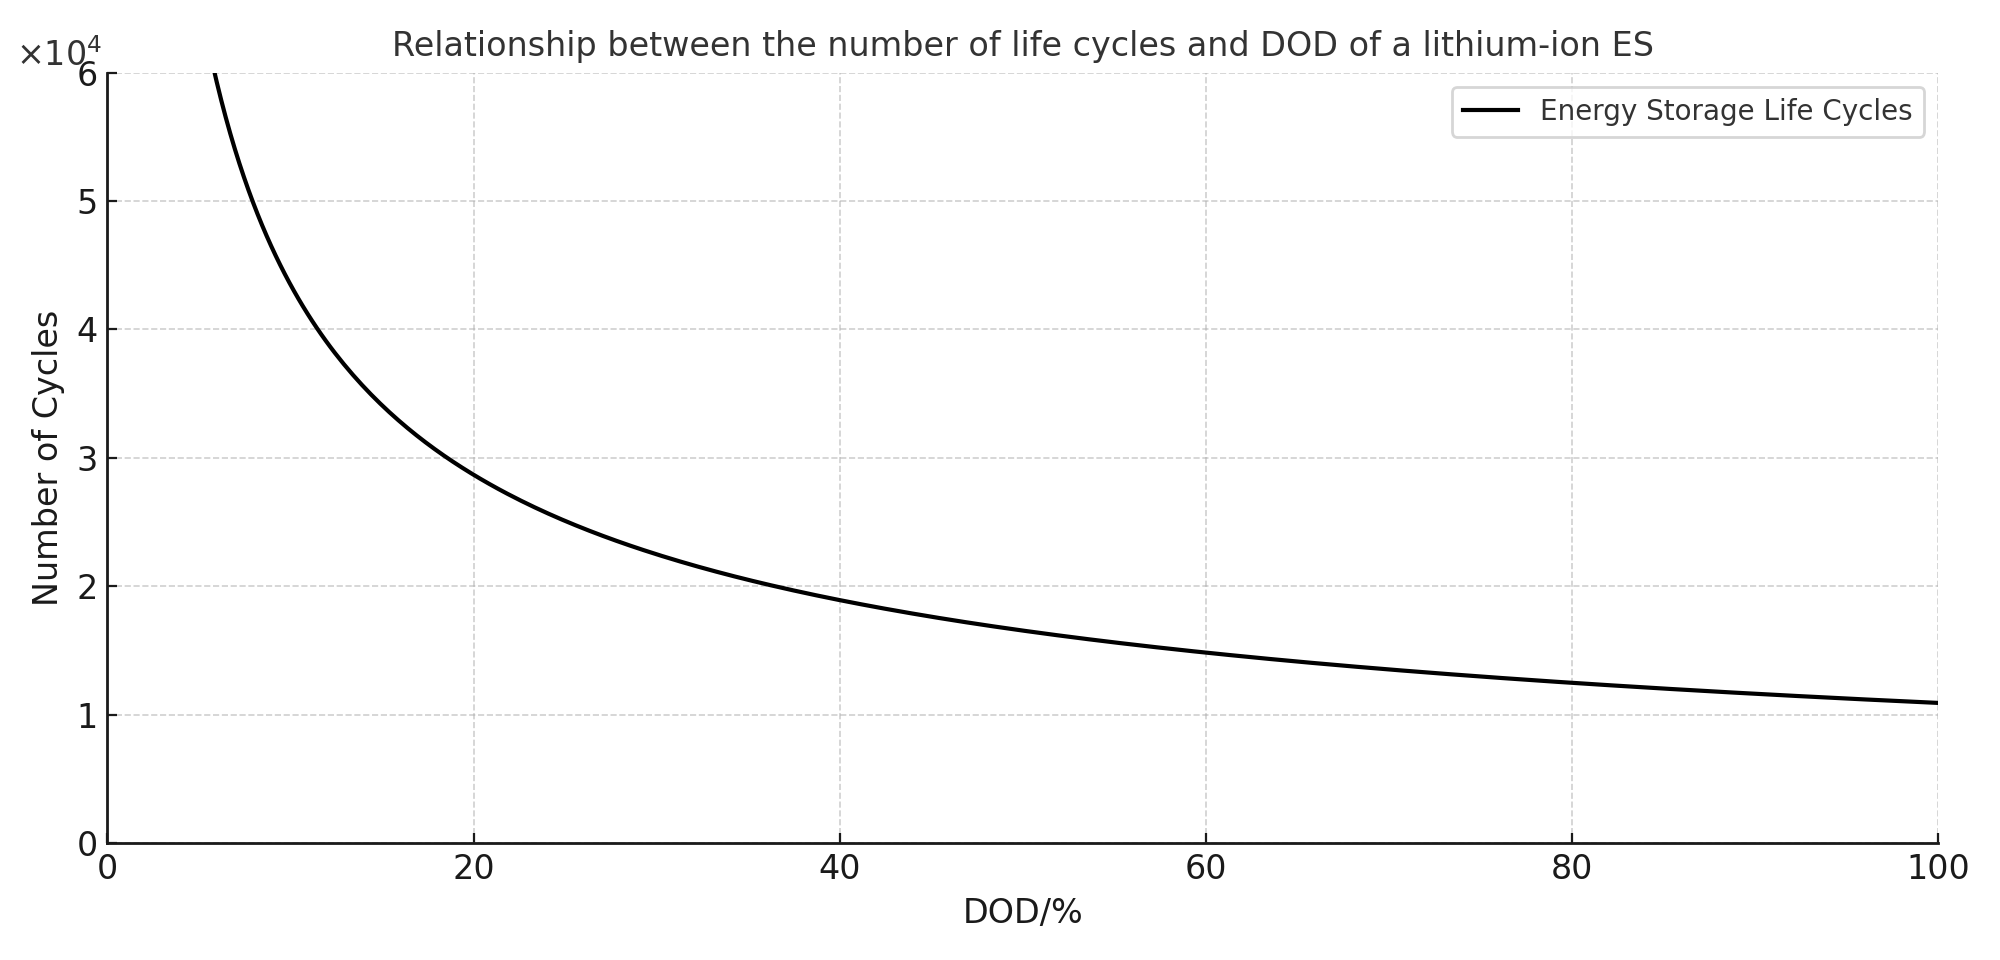 Relationship between the number of life cycles and DOD of a lithium-ion ES
×10⁴
Energy Storage Life Cycles
6
5
4
3
2
1
0
Number of Cycles
0 20 40 60 80 100
DOD/%